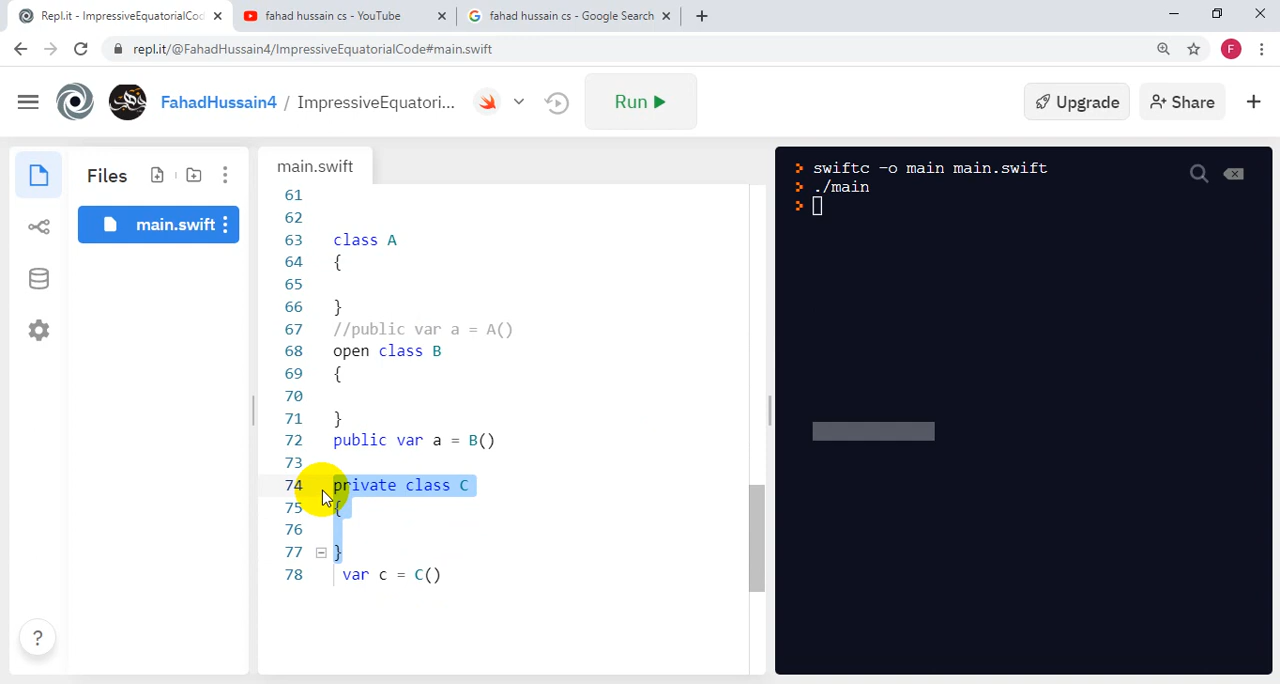 Repl.it - ImpressiveEquatorialCod
fahad hussain cs - YouTube
fahad hussain cs - Google Search
repl.it/@FahadHussain4/ImpressiveEquatorialCode#main.swift
F
FahadHussain4 / ImpressiveEquatori...
Run
Upgrade
Share
Files
main.swift
?
main.swift
61
62
63 class A
64 {
65
66 }
67 //public var a = A()
68 open class B
69 {
70
71 }
72 public var a = B()
73
74 private class C
75 {
76
77 }
78 var c = C()
> swiftc -o main main.swift
> ./main
>